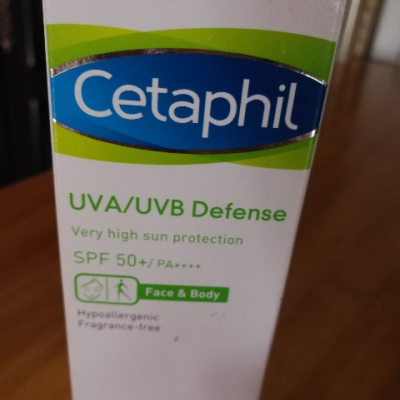 Cetaphil
UVA/UVB Defense
Very high sun protection
SPF 50+/ PA++++
Face & Body
Hypoallergenic
Fragrance-free